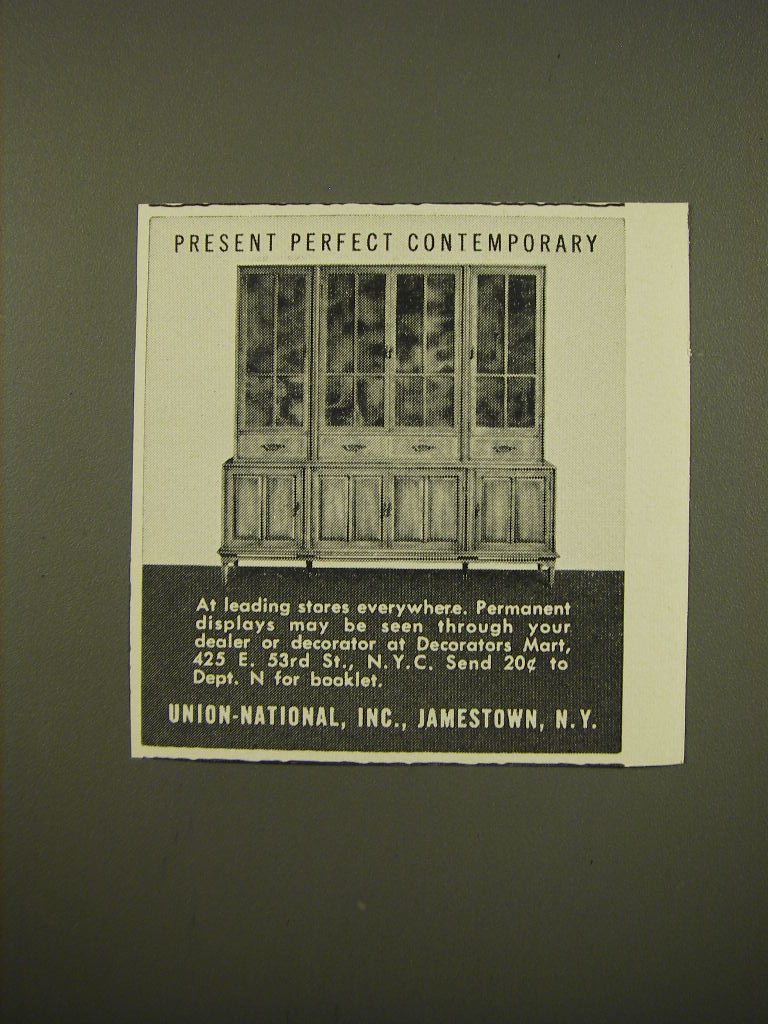 PRESENT PERFECT CONTEMPORARY
At leading stores everywhere. Permanent
displays may be seen through your
dealer or decorator at Decorators Mart,
425 E. 53rd St., N.Y.C. Send 20¢ to
Dept. N for booklet.
UNION-NATIONAL, INC., JAMESTOWN, N.Y.